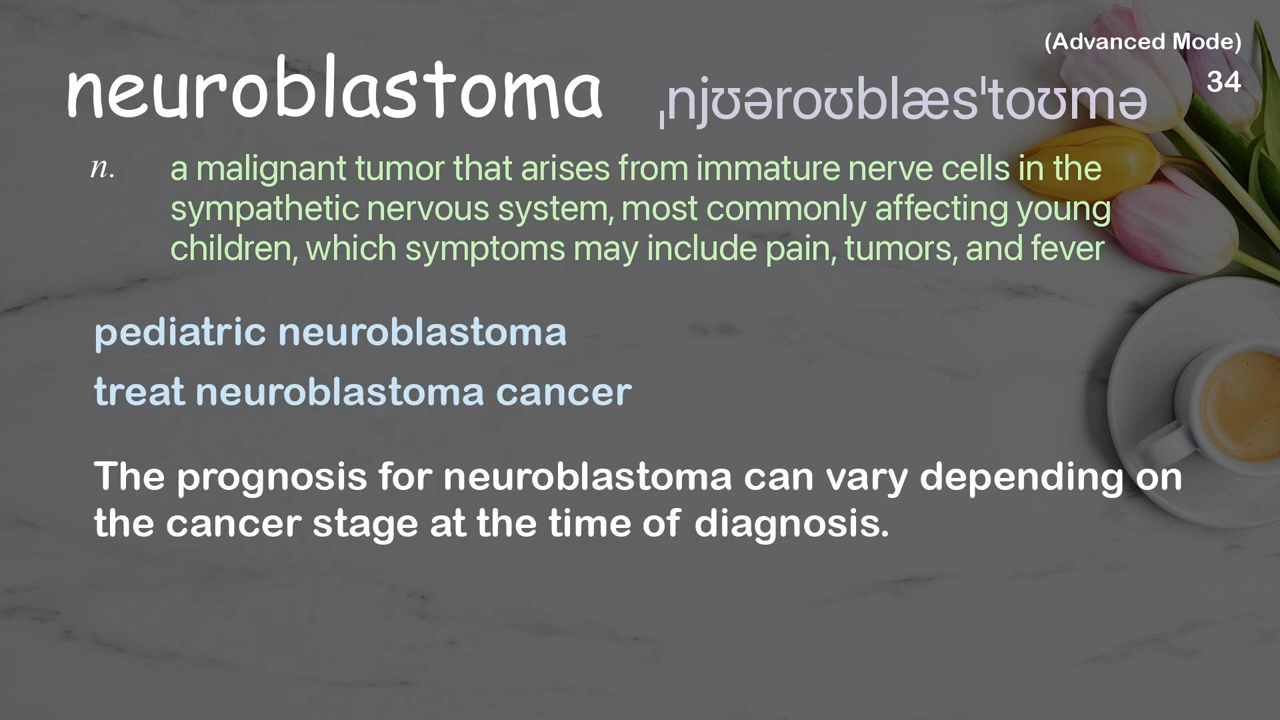 (Advanced Mode)
neuroblastoma ˌnjʊəroʊblæsˈtoʊmə 34
n. a malignant tumor that arises from immature nerve cells in the
sympathetic nervous system, most commonly affecting young
children, which symptoms may include pain, tumors, and fever
pediatric neuroblastoma
treat neuroblastoma cancer
The prognosis for neuroblastoma can vary depending on
the cancer stage at the time of diagnosis.